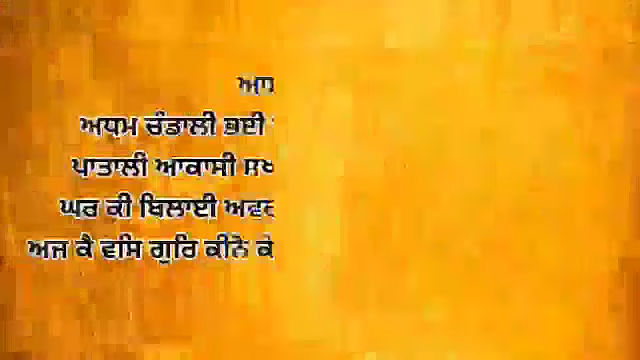 ਅਧਮ ਚੰਡਾਲੀ ਭਈ
ਪਾਤਾਲੀ ਆਕਾਸੀ
ਘਰ ਕੀ ਬਿਲਾਈ
ਅਜ ਕੈ ਵਸਿ ਗੁਰਿ ਕੀਨੋ